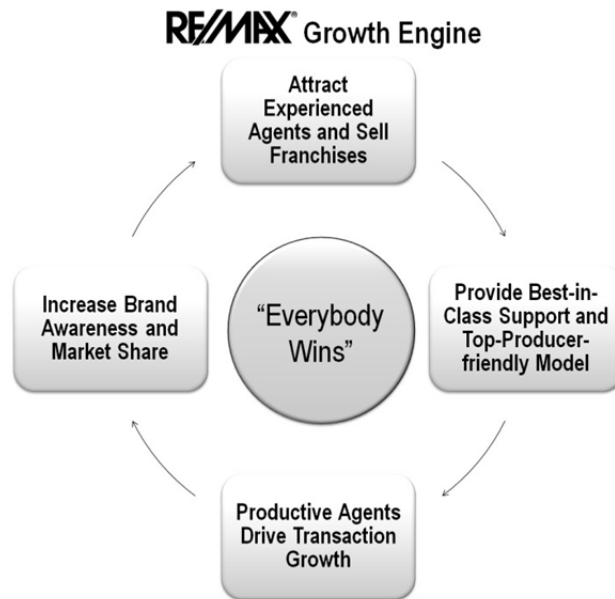 RE/MAX® Growth Engine
Attract
Experienced
Agents and Sell
Franchises
Provide Best-in-
Class Support and
Top-Producer-
friendly Model
Productive Agents
Drive Transaction
Growth
Increase Brand
Awareness and
Market Share
“Everybody
Wins”